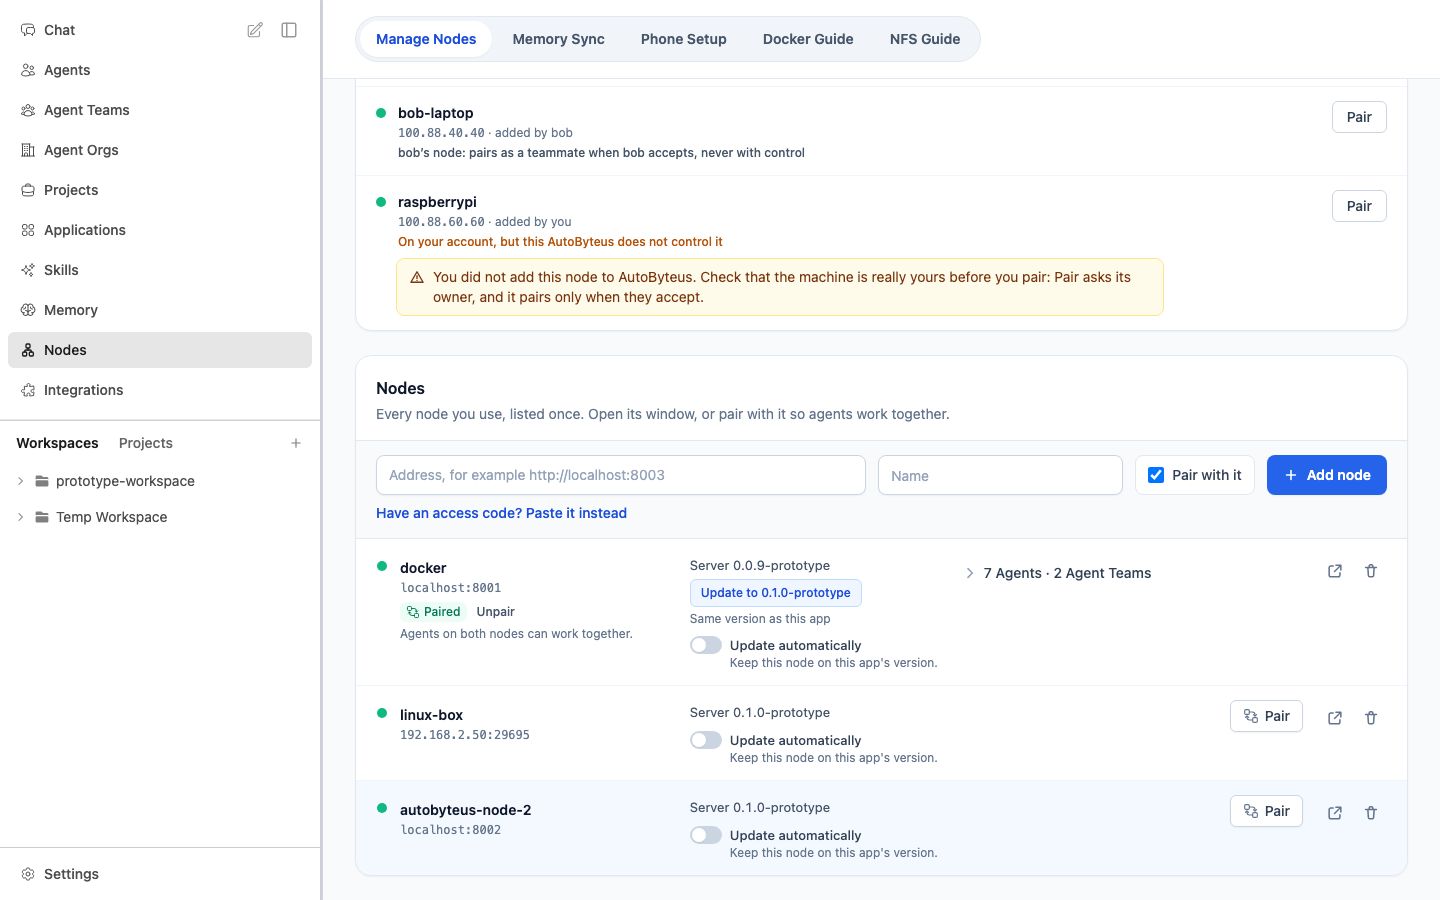 Chat
Agents
Agent Teams
Agent Orgs
Projects
Applications
Skills
Memory
Nodes
Integrations
Workspaces
Projects
prototype-workspace
Temp Workspace
Settings
Manage Nodes
Memory Sync
Phone Setup
Docker Guide
NFS Guide
bob-laptop
100.88.40.40 · added by bob
bob’s node: pairs as a teammate when bob accepts, never with control
Pair
raspberrypi
100.88.60.60 · added by you
On your account, but this AutoByteus does not control it
Pair
You did not add this node to AutoByteus. Check that the machine is really yours before you pair: Pair asks its
owner, and it pairs only when they accept.
Nodes
Every node you use, listed once. Open its window, or pair with it so agents work together.
Address, for example http://localhost:8003
Name
Pair with it
Add node
Have an access code? Paste it instead
docker
localhost:8001
Paired
Unpair
Agents on both nodes can work together.
Server 0.0.9-prototype
Update to 0.1.0-prototype
Same version as this app
Update automatically
Keep this node on this app's version.
7 Agents · 2 Agent Teams
linux-box
192.168.2.50:29695
Server 0.1.0-prototype
Update automatically
Keep this node on this app's version.
Pair
autobyteus-node-2
localhost:8002
Server 0.1.0-prototype
Update automatically
Keep this node on this app's version.
Pair